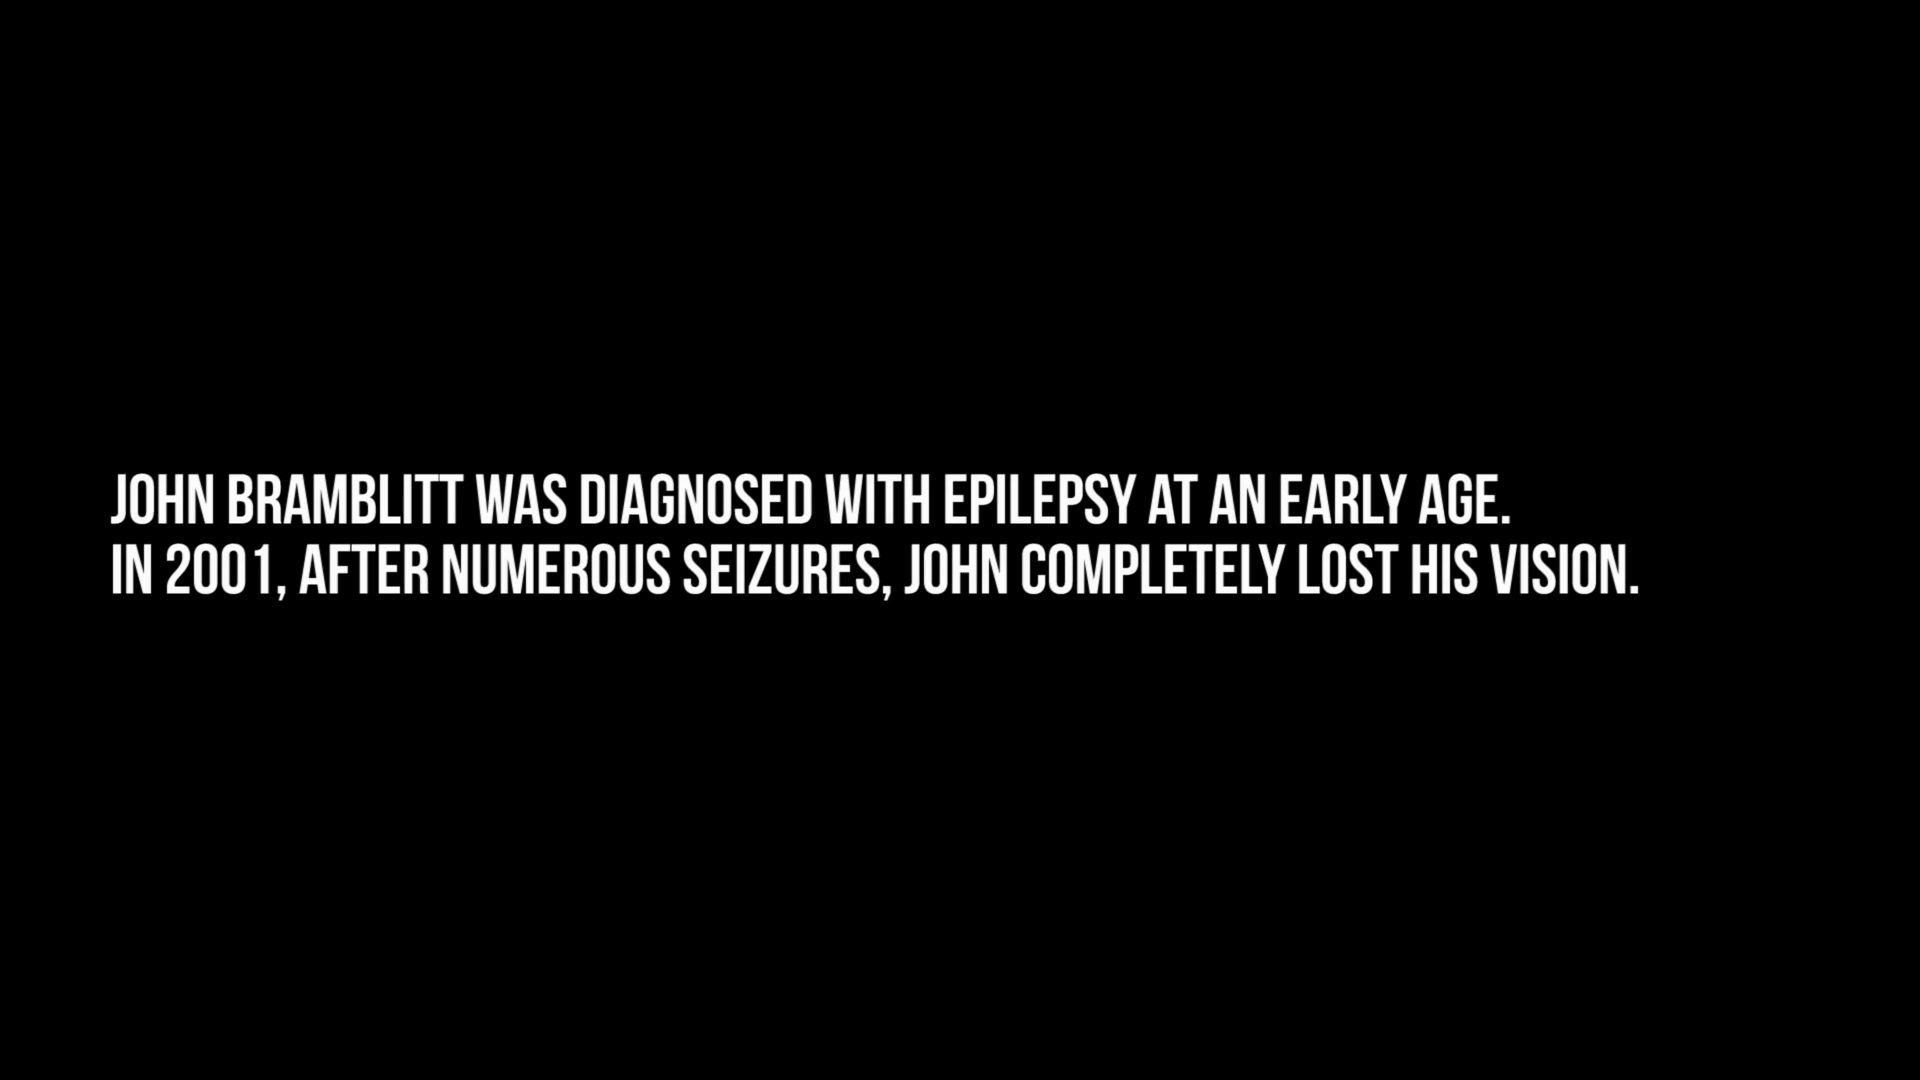 JOHN BRAMBLITT WAS DIAGNOSED WITH EPILEPSY AT AN EARLY AGE.
IN 2001, AFTER NUMEROUS SEIZURES, JOHN COMPLETELY LOST HIS VISION.